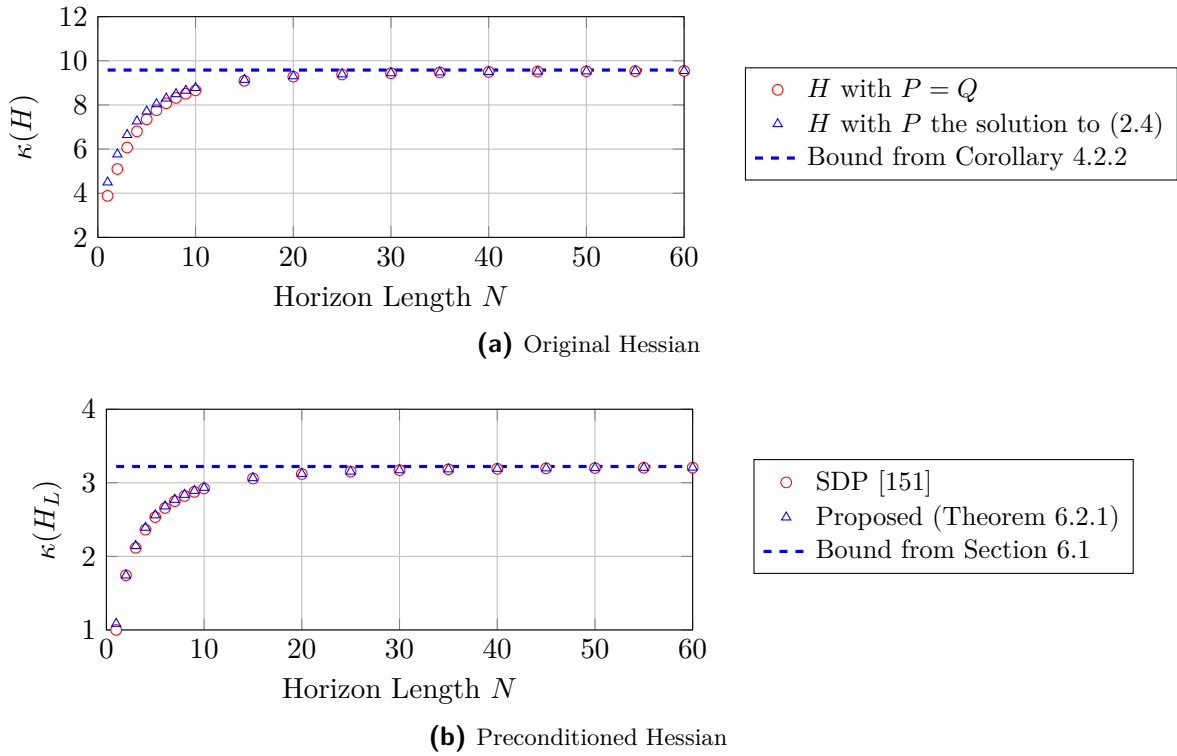 12
10
8
6
4
2
κ(H)
0
10
20
30
40
50
60
Horizon Length N
H with P = Q
H with P the solution to (2.4)
Bound from Corollary 4.2.2
(a) Original Hessian
4
3
2
1
κ(H_L)
0
10
20
30
40
50
60
Horizon Length N
SDP [151]
Proposed (Theorem 6.2.1)
Bound from Section 6.1
(b) Preconditioned Hessian